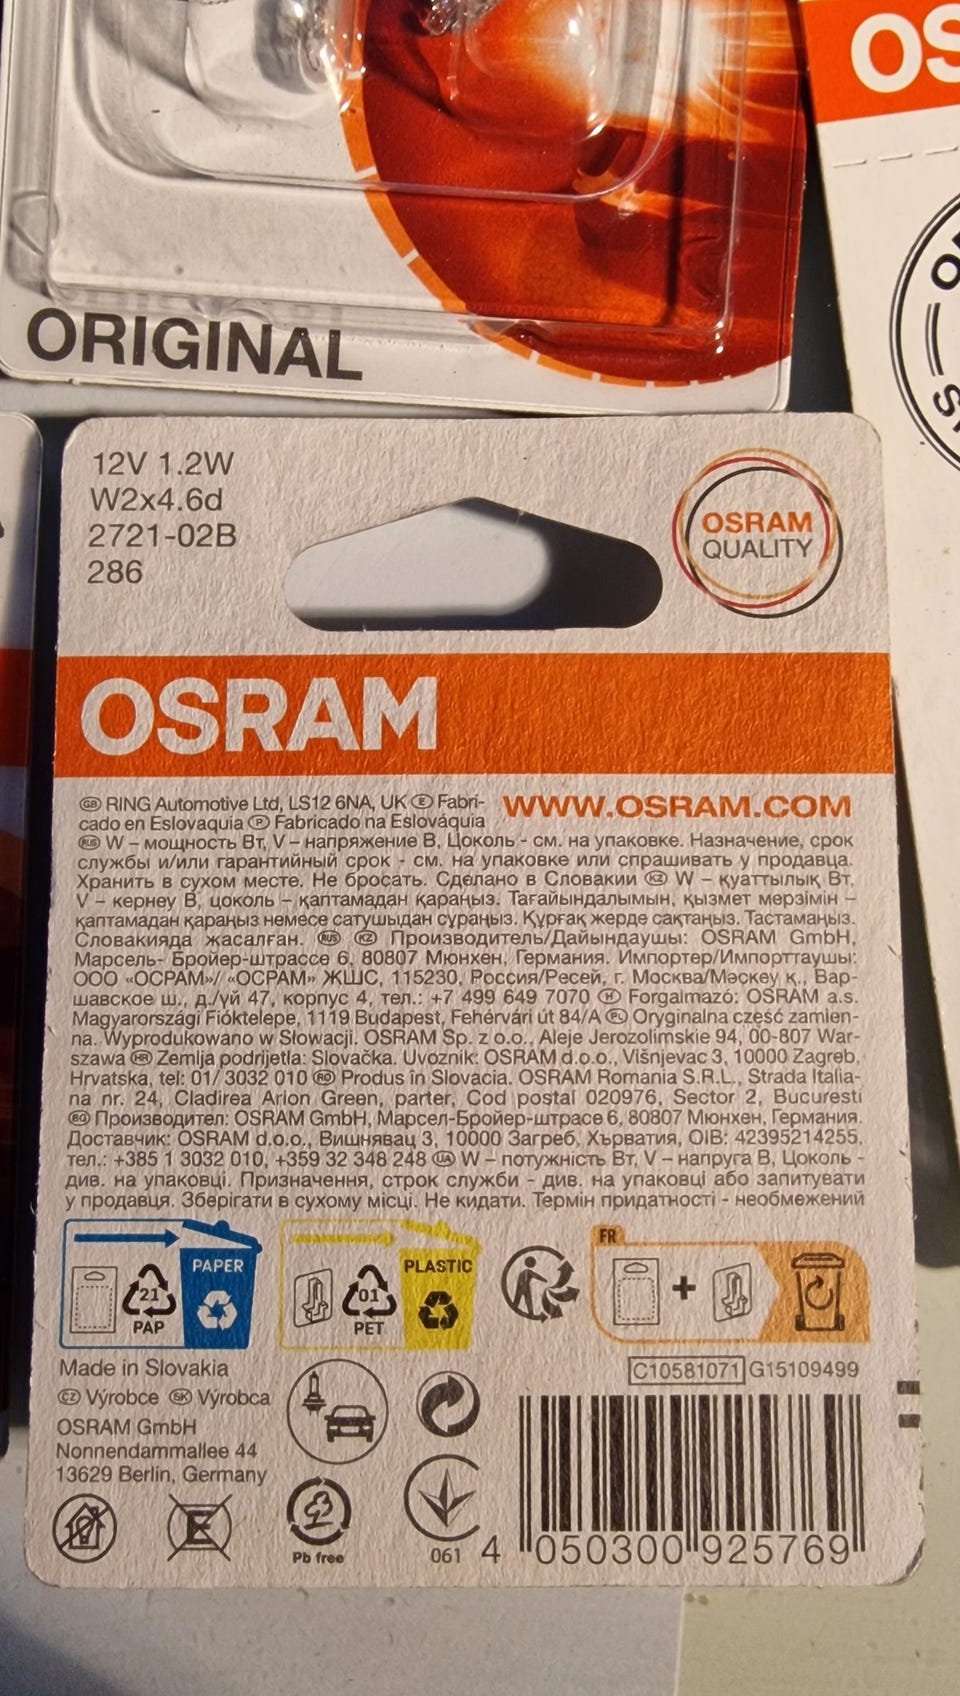 ORIGINAL
OS
12V 1.2W
W2x4.6d
2721-02B
286
OSRAM
QUALITY
OSRAM
WWW.OSRAM.COM
GB RING Automotive Ltd, LS12 6NA, UK E Fabri-
cado en Eslovaquia P Fabricado na Eslováquia
RUS W – мощность Вт, V – напряжение В, Цоколь - см. на упаковке. Назначение, срок
службы и/или гарантийный срок - см. на упаковке или спрашивать у продавца.
Хранить в сухом месте. Не бросать. Сделано в Словакии KZ W – қуаттылық Вт,
V – кернеу В, цоколь – қаптамадан қараңыз. Тағайындалымын, қызмет мерзімін –
қаптамадан қараңыз немесе сатушыдан сұраңыз. Құрғақ жерде сақтаңыз. Тастамаңыз.
Словакияда жасалған. RUS KZ Производитель/Дайындаушы: OSRAM GmbH,
Марсель- Бройер-штрассе 6, 80807 Мюнхен, Германия. Импортер/Импорттаушы:
ООО «ОСРАМ»/ «ОСРАМ» ЖШС, 115230, Россия/Ресей, г. Москва/Мәскеу қ., Вар-
шавское ш., д./үй 47, корпус 4, тел.: +7 499 649 7070 H Forgalmazó: OSRAM a.s.
Magyarországi Fióktelepe, 1119 Budapest, Fehérvári út 84/A PL Oryginalna część zamien-
na. Wyprodukowano w Słowacji. OSRAM Sp. z o.o., Aleje Jerozolimskie 94, 00-807 War-
szawa HR Zemlja podrijetla: Slovačka. Uvoznik: OSRAM d.o.o., Višnjevac 3, 10000 Zagreb,
Hrvatska, tel: 01/ 3032 010 RO Produs în Slovacia. OSRAM Romania S.R.L., Strada Italia-
na nr. 24, Cladirea Arion Green, parter, Cod postal 020976, Sector 2, Bucuresti
BG Производител: OSRAM GmbH, Марсел-Бройер-штрасе 6, 80807 Мюнхен, Германия.
Доставчик: OSRAM d.o.o., Вишнявац 3, 10000 Загреб, Хърватия, OIB: 42395214255,
тел.: +385 1 3032 010, +359 32 348 248 UA W – потужність Вт, V – напруга В, Цоколь -
див. на упаковці. Призначення, строк служби - див. на упаковці або запитувати
у продавця. Зберігати в сухому місці. Не кидати. Термін придатності - необмежений
21
PAP
PAPER
01
PET
PLASTIC
FR
+
Made in Slovakia
CZ Výrobce SK Výrobca
OSRAM GmbH
Nonnendammallee 44
13629 Berlin, Germany
C10581071 G15109499
E
Pb free
061
4 050300 925769